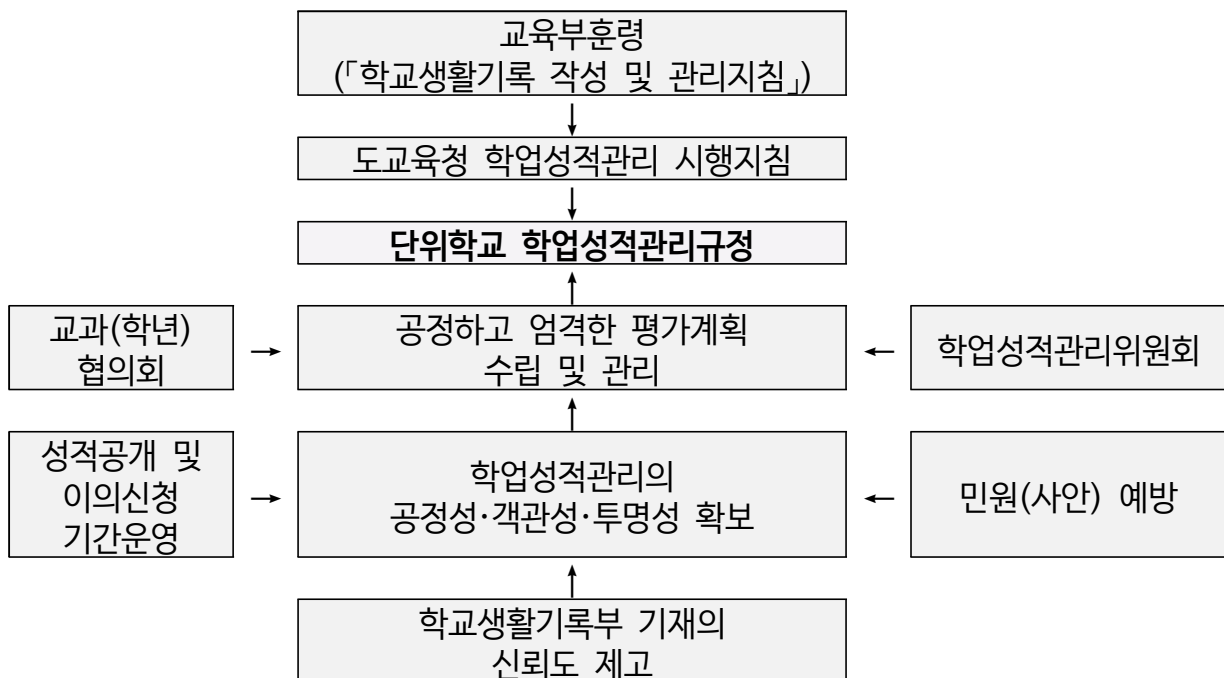 교육부훈령
(「학교생활기록 작성 및 관리지침」)
도교육청 학업성적관리 시행지침
단위학교 학업성적관리규정
교과(학년)
협의회
공정하고 엄격한 평가계획
수립 및 관리
학업성적관리위원회
성적공개 및
이의신청
기간운영
학업성적관리의
공정성·객관성·투명성 확보
민원(사안) 예방
학교생활기록부 기재의
신뢰도 제고